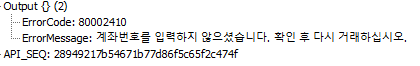 Output {} (2)
ErrorCode: 80002410
ErrorMessage: 계좌번호를 입력하지 않으셨습니다. 확인 후 다시 거래하십시오.
API_SEQ: 28949217b54671b77d86f5c65f2c474f